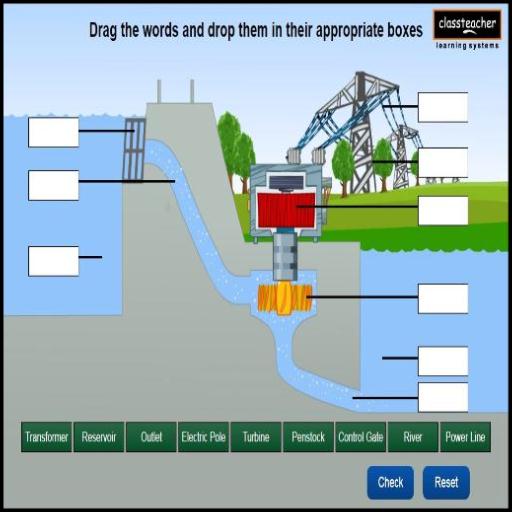 Drag the words and drop them in their appropriate boxes
classteacher
learning systems
Transformer
Reservoir
Outlet
Electric Pole
Turbine
Penstock
Control Gate
River
Power Line
Check
Reset